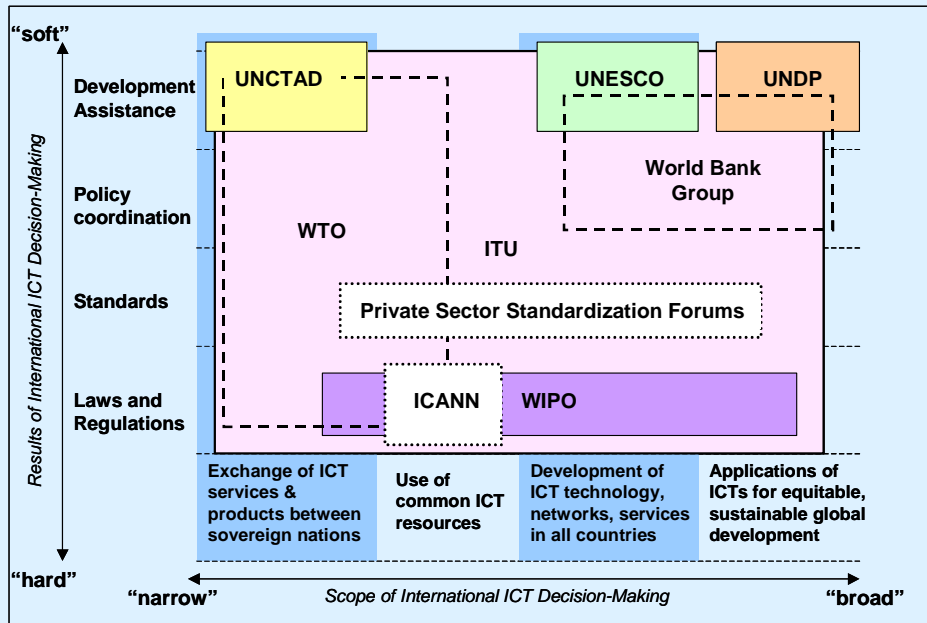 “soft”
Development
Assistance
Policy
coordination
Standards
Laws and
Regulations
“hard”
Results of International ICT Decision-Making
UNCTAD
UNESCO
UNDP
World Bank
Group
WTO
ITU
Private Sector Standardization Forums
ICANN
WIPO
Exchange of ICT
services &
products between
sovereign nations
Use of
common ICT
resources
Development of
ICT technology,
networks, services
in all countries
Applications of
ICTs for equitable,
sustainable global
development
“narrow”
Scope of International ICT Decision-Making
“broad”